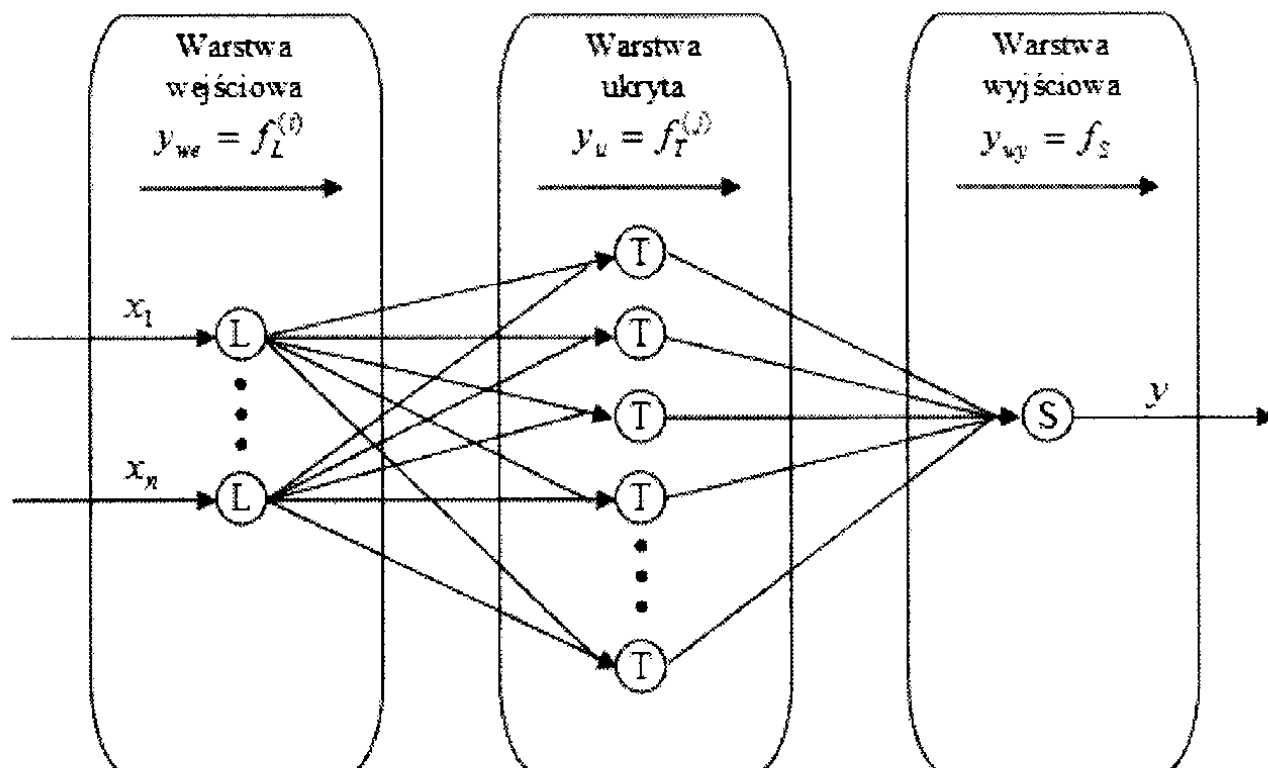 Warstwa
wejściowa
y_we = f_L^(i)
Warstwa
ukryta
y_u = f_T^(j)
Warstwa
wyjściowa
y_wy = f_S
x_1
L
x_n
L
T
T
T
T
T
S
y